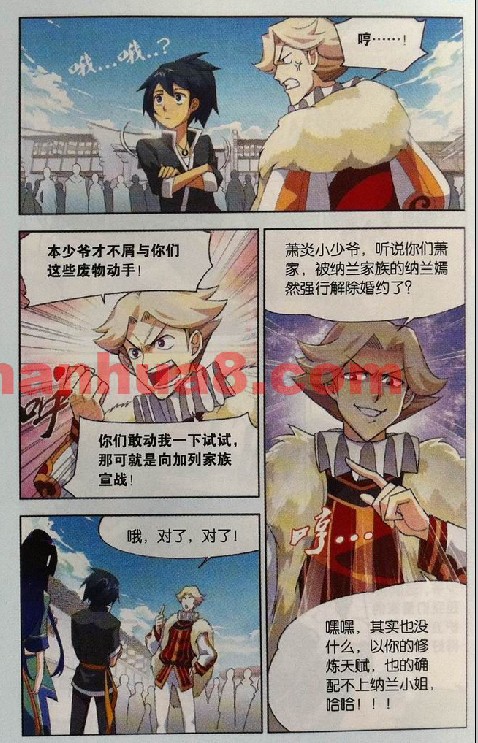 哦…哦…?
哼……!
本少爷才不屑与你们
这些废物动手!
你们敢动我一下试试,
那可就是向加列家族
宣战!
哼
萧炎小少爷,听说你们萧
家,被纳兰家族的纳兰嫣
然强行解除婚约了?
哼…
嘿嘿,其实也没
什么,以你的修
炼天赋,也的确
配不上纳兰小姐,
哈哈!!!
哦,对了,对了!
manhua8.com